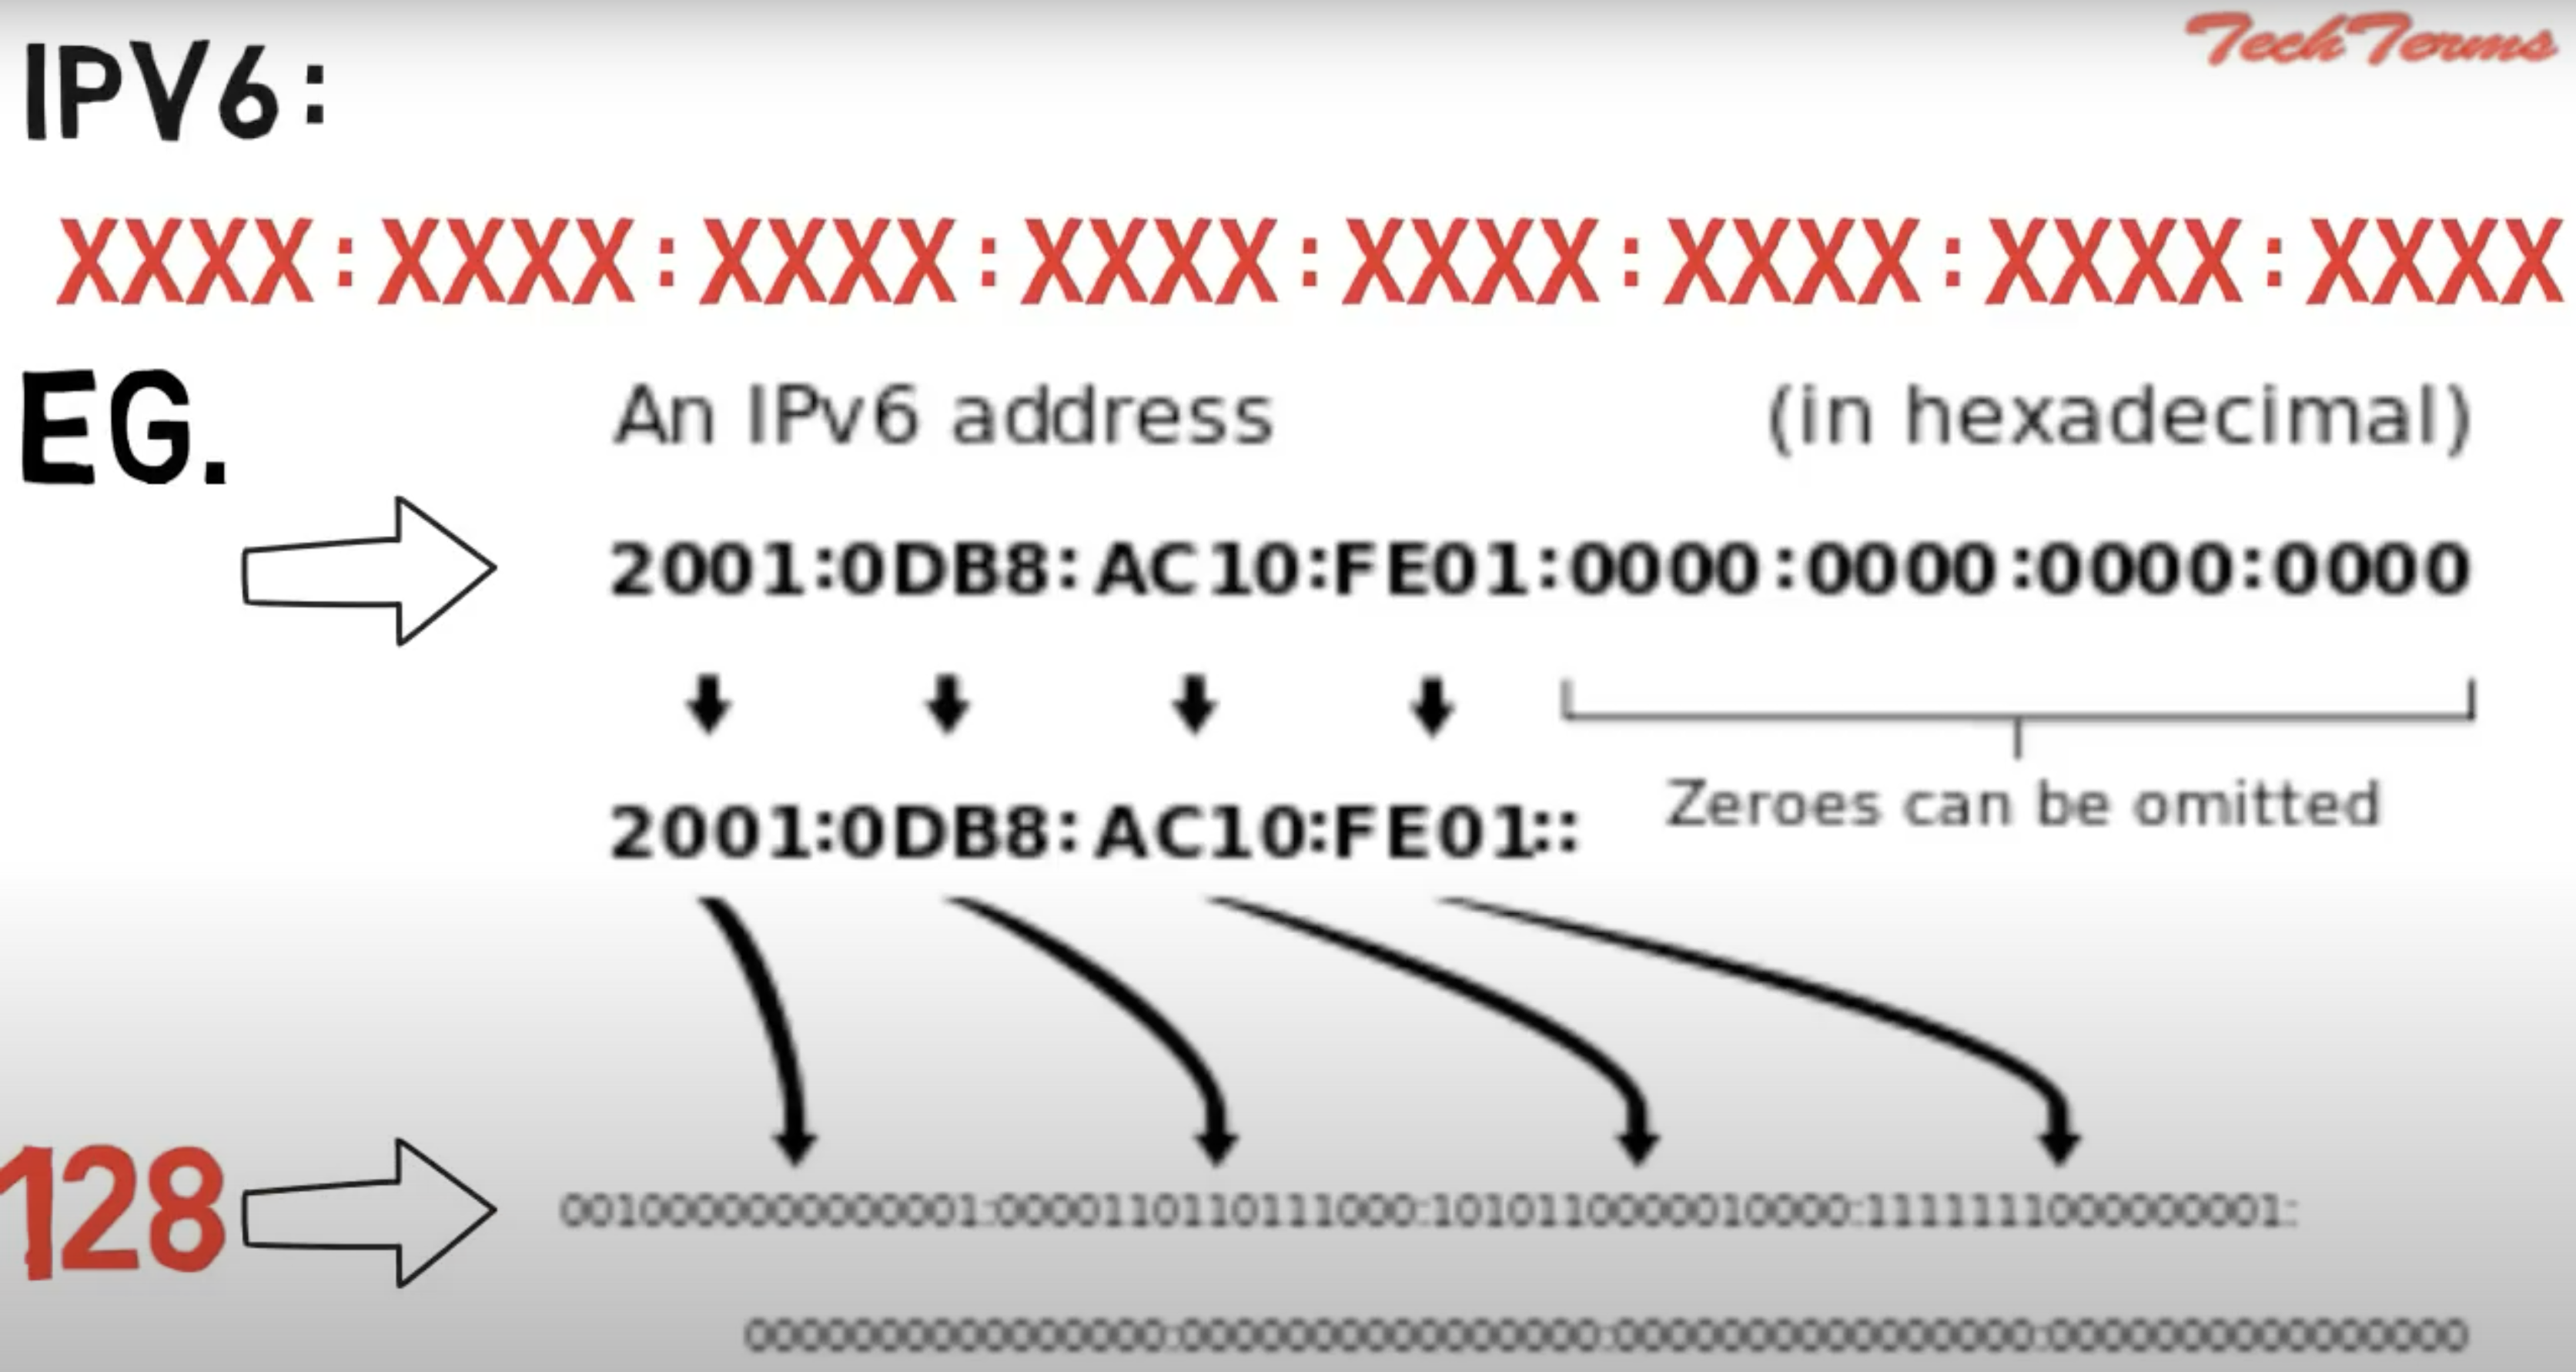 TechTerms
IPV6:
XXXX:XXXX:XXXX:XXXX:XXXX:XXXX:XXXX:XXXX
EG.
An IPv6 address (in hexadecimal)
2001:0DB8:AC10:FE01:0000:0000:0000:0000
2001:0DB8:AC10:FE01::
Zeroes can be omitted
128
0010000000000001:0000110110111000:1010110000010000:1111111000000001:
0000000000000000:0000000000000000:0000000000000000:0000000000000000